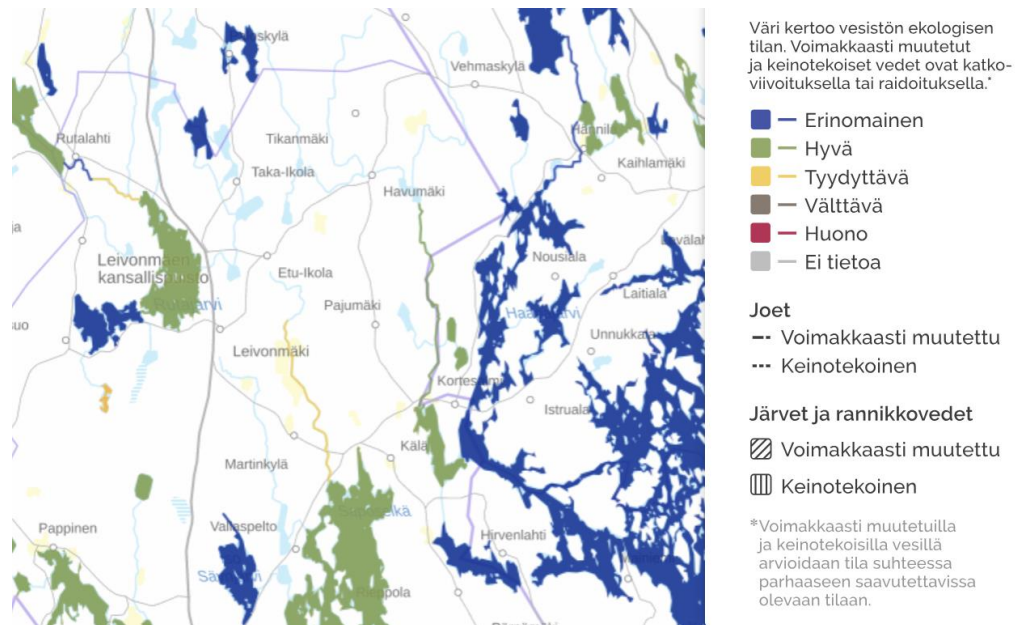 Vehmaskylä
Rutalahti
Tikanmäki
Kaihlamäki
Taka-Ikola
Havumäki
Leivonmäen
kansallispuisto
Nousiala
Etu-Ikola
Laitiala
Pajumäki
Unnukkala
Leivonmäki
Istruala
Kälä
Martinkylä
Vallaspelto
Pappinen
Hirvenlahti
Väri kertoo vesistön ekologisen
tilan. Voimakkaasti muutetut
ja keinotekoiset vedet ovat katko-
viivoituksella tai raidoituksella.*
Erinomainen
Hyvä
Tyydyttävä
Välttävä
Huono
Ei tietoa
Joet
Voimakkaasti muutettu
Keinotekoinen
Järvet ja rannikkovedet
Voimakkaasti muutettu
Keinotekoinen
*Voimakkaasti muutetuilla
ja keinotekoisilla vesillä
arvioidaan tila suhteessa
parhaaseen saavutettavissa
olevaan tilaan.